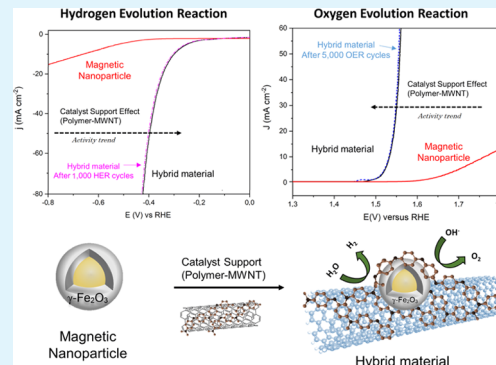 Hydrogen Evolution Reaction
Oxygen Evolution Reaction
0
-20
-40
-60
-80
j (mA cm⁻²)
Magnetic
Nanoparticle
Catalyst Support Effect
(Polymer-MWNT)
Activity trend
Hybrid material
After 1,000 HER cycles
Hybrid material
-0.8
-0.6
-0.4
-0.2
0.0
E (V) vs RHE
60
50
40
30
20
10
0
J (mA cm⁻²)
Hybrid material
After 5,000 OER
cycles
Catalyst Support Effect
(Polymer-MWNT)
Activity trend
Hybrid material
Magnetic
Nanoparticle
1.3
1.4
1.5
1.6
1.7
1.8
E(V) versus RHE
γ-Fe₂O₃
Magnetic
Nanoparticle
Catalyst Support
(Polymer-MWNT)
H₂O
H₂
OH⁻
O₂
γ-Fe₂O₃
Hybrid material